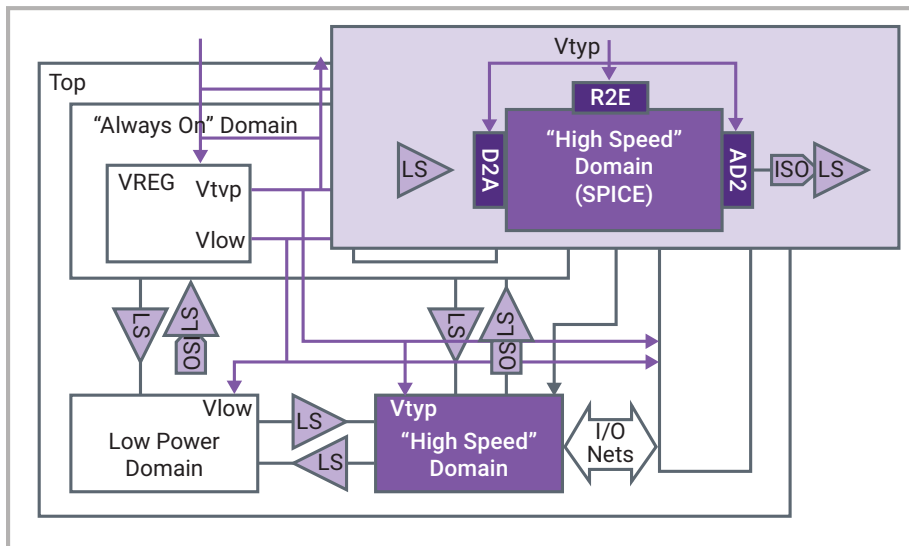 Vtyp
Top
R2E
"Always On" Domain
"High Speed"
Domain
(SPICE)
D2A
AD2
LS
ISO
LS
VREG
Vtvp
Vlow
LS
LS
ISO
LS
LS
ISO
Vlow
Vtyp
Low Power
Domain
LS
LS
"High Speed"
Domain
I/O
Nets